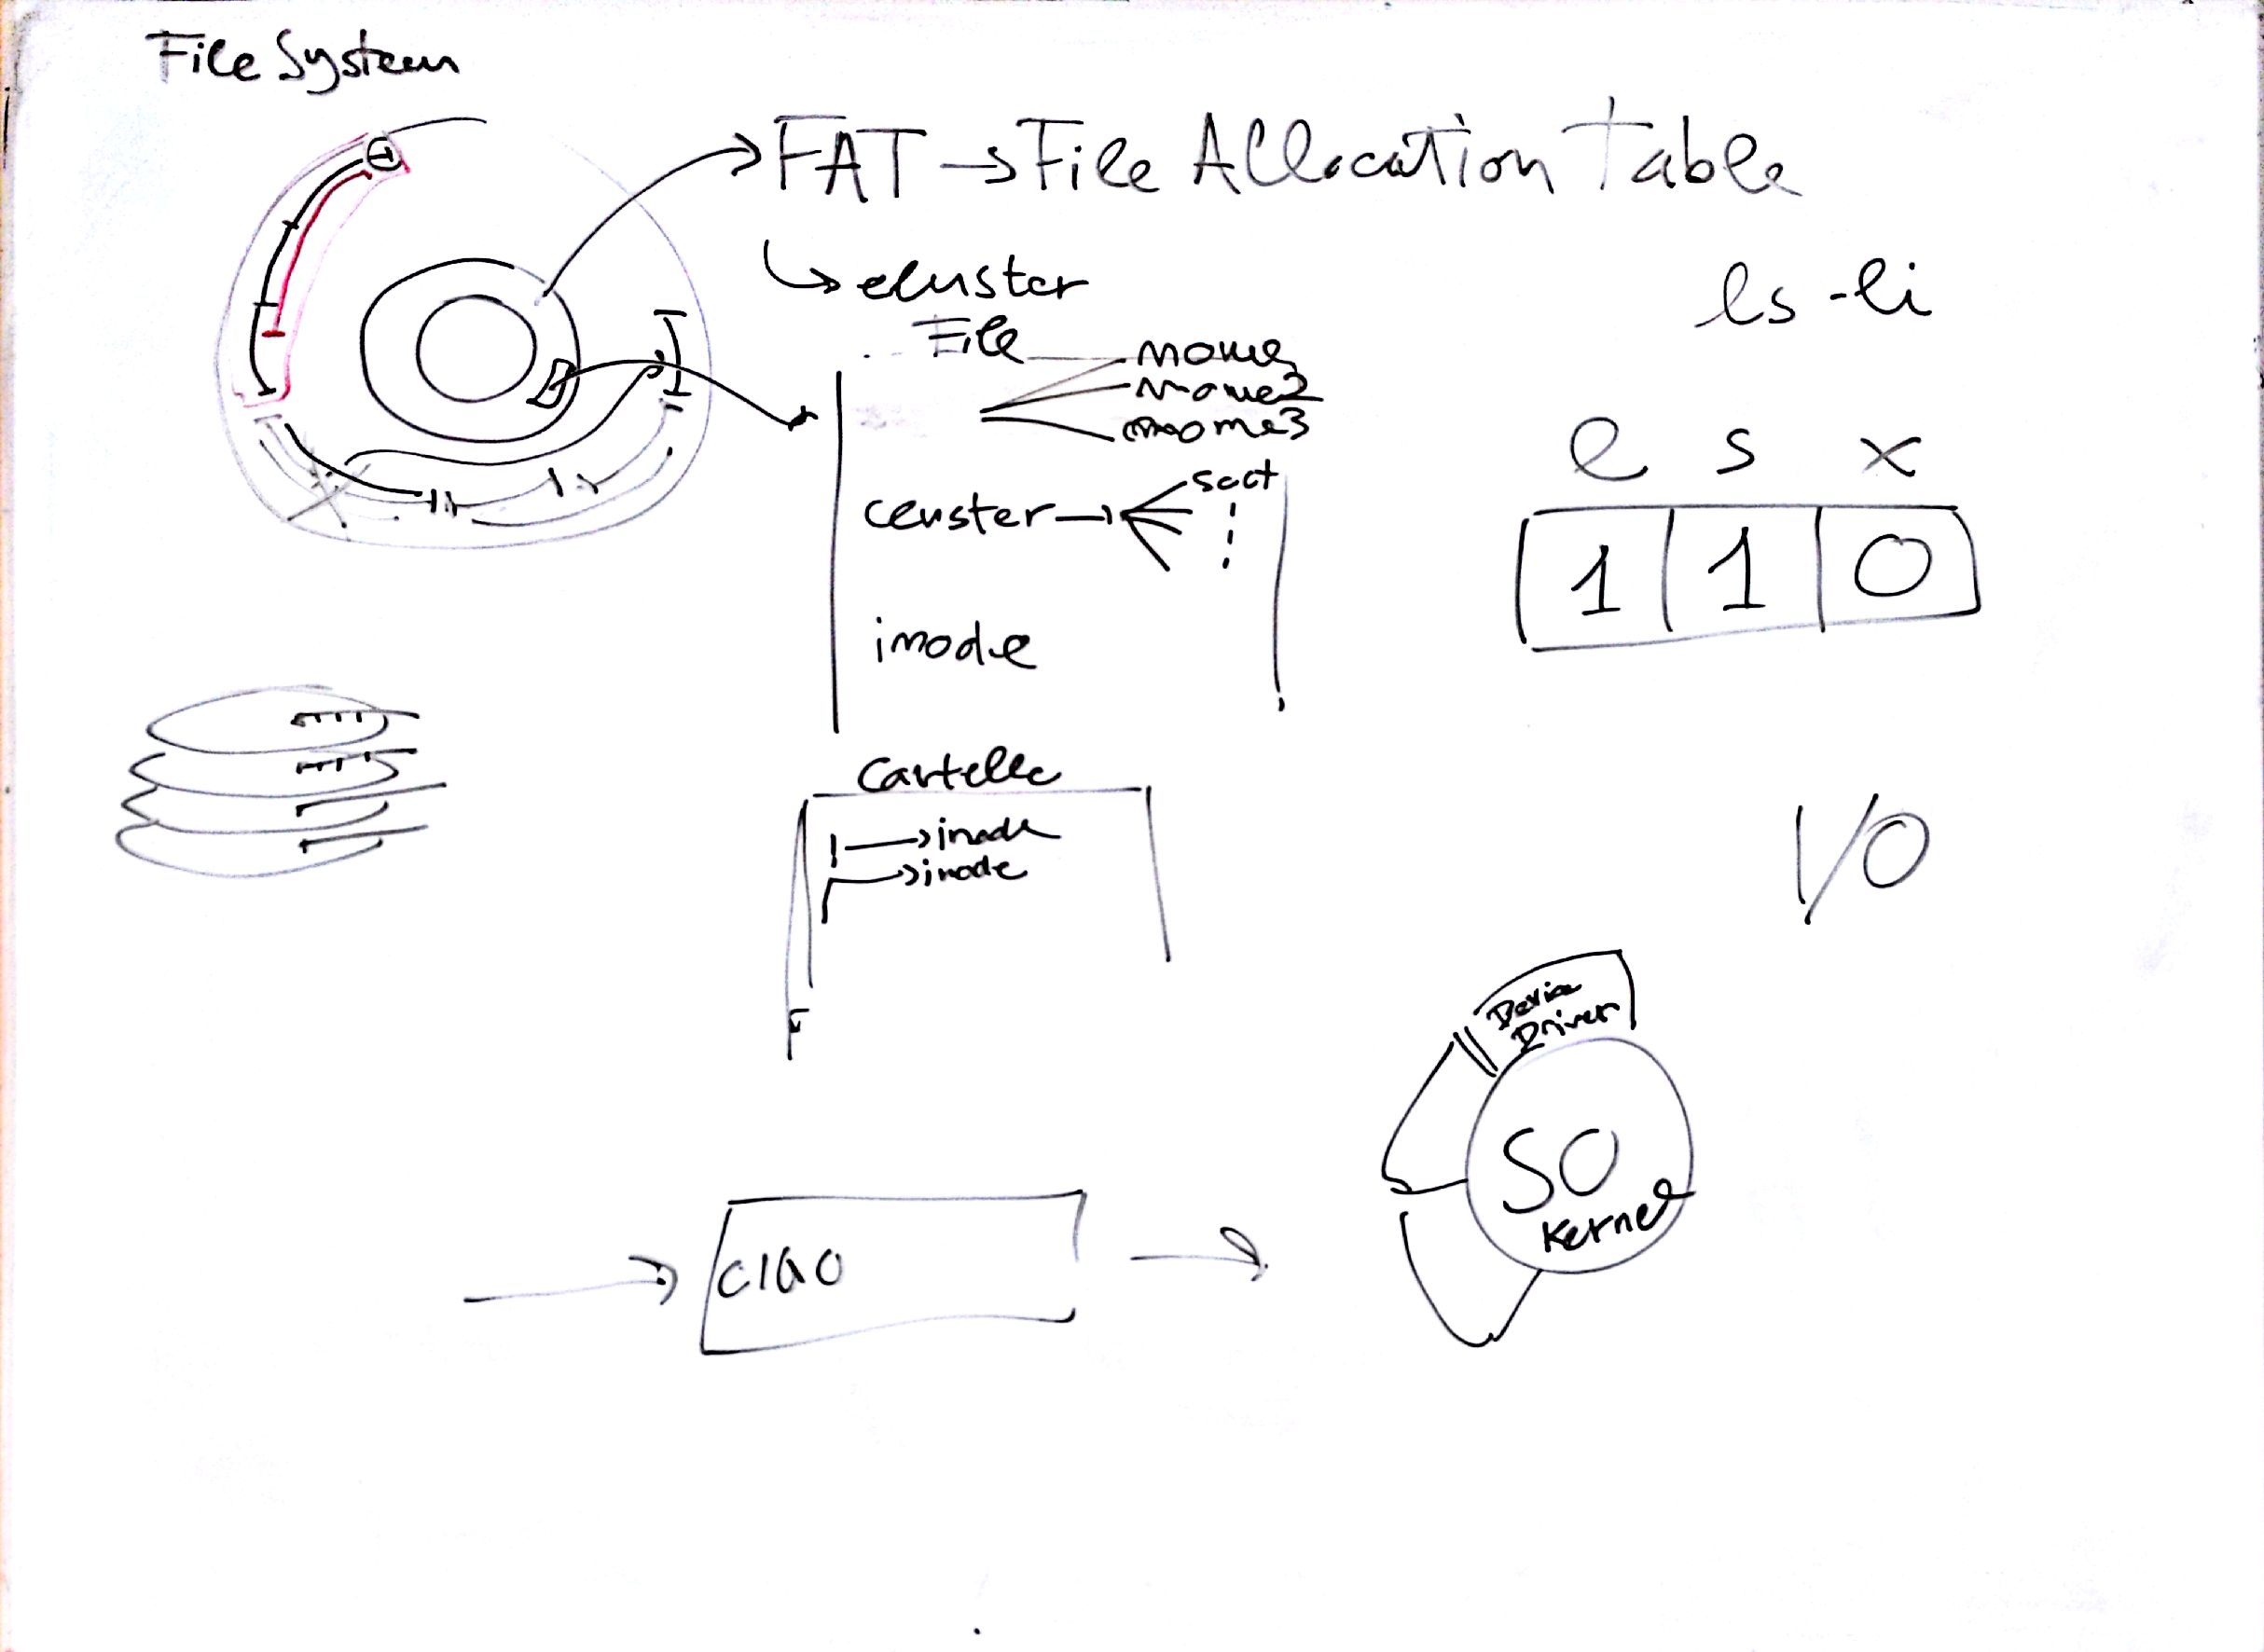 File System
FAT → File Allocation Table
↳ cluster
ls -li
File
nome
nome2
nome3
l s x
1 1 0
cluster → sect
inode
Cartelle
→ inode
→ inode
I/O
Device
Driver
SO
Kernel
CIAO